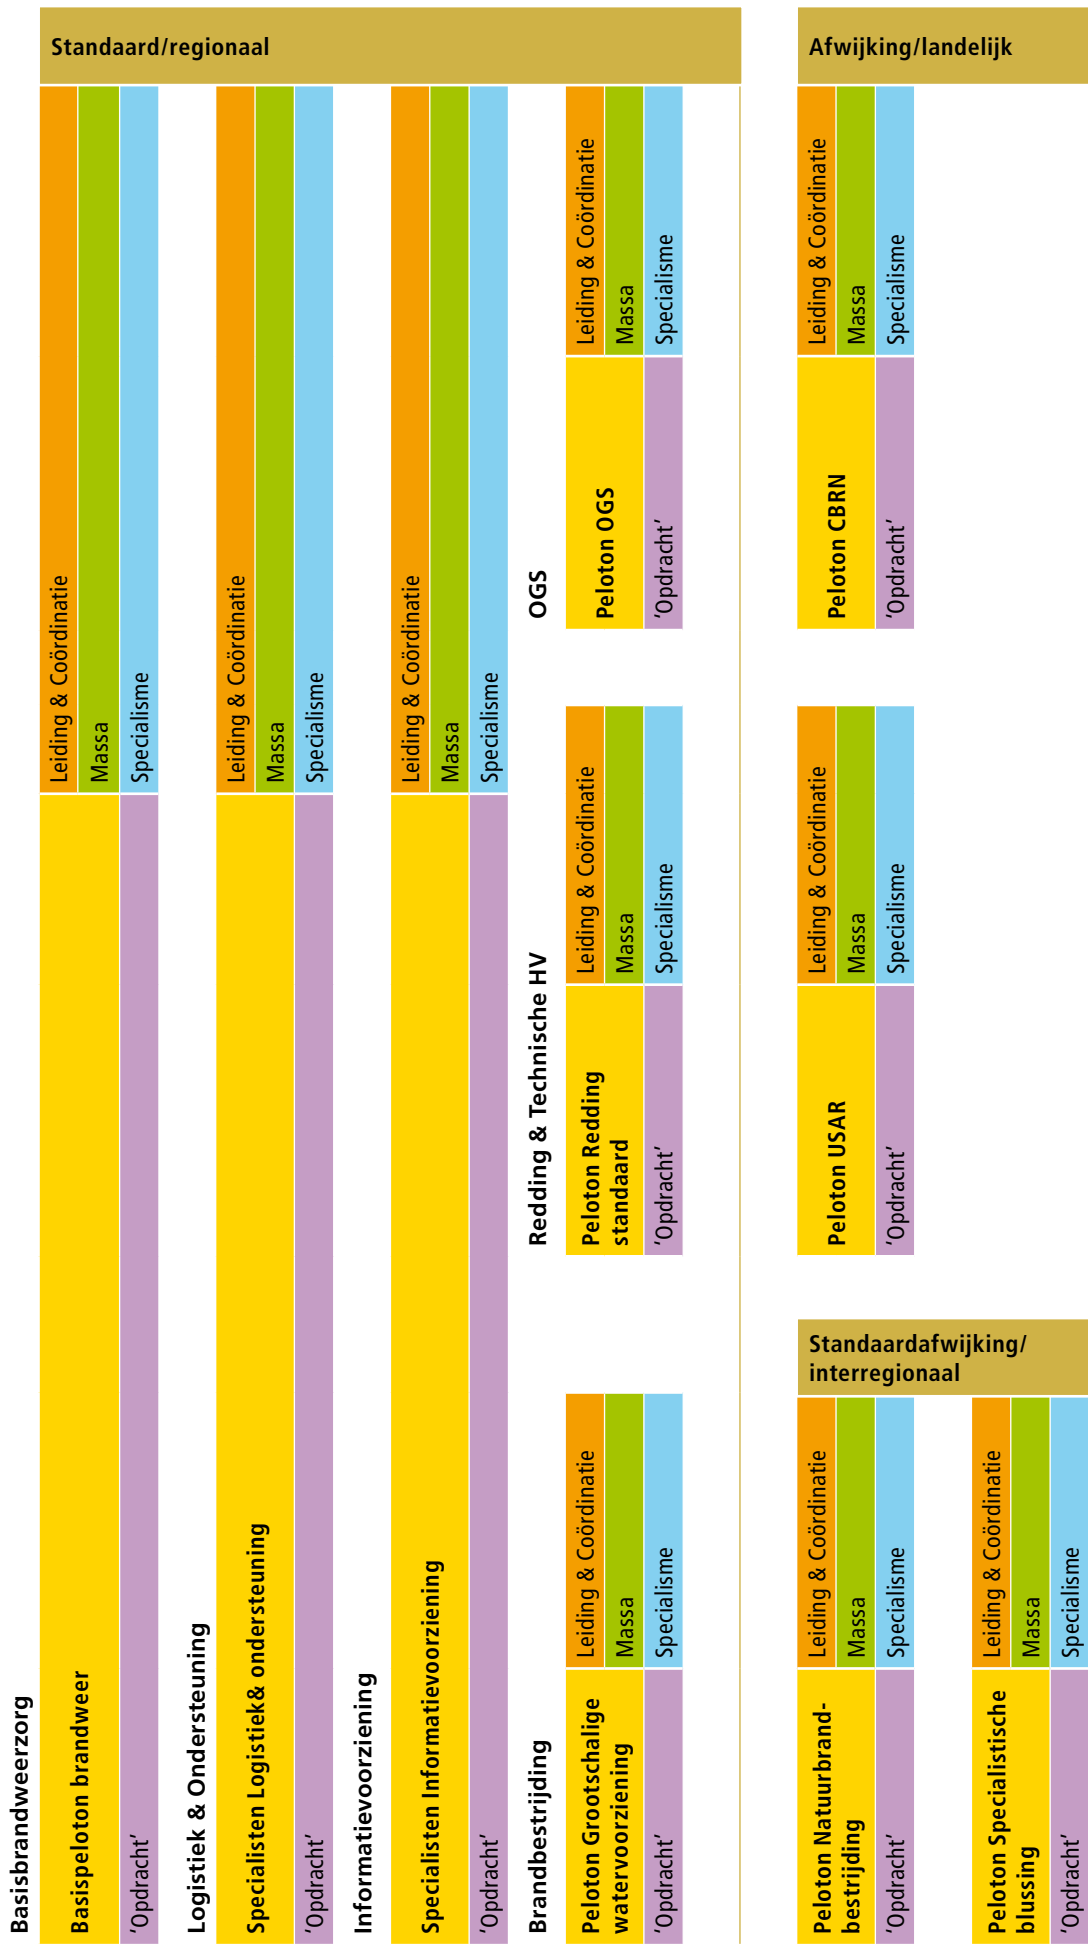 Basisbrandweerzorg
Basispeloton brandweer
'Opdracht'
Leiding & Coördinatie
Massa
Specialisme
Standaard/regionaal
Logistiek & Ondersteuning
Specialisten Logistiek& ondersteuning
'Opdracht'
Leiding & Coördinatie
Massa
Specialisme
Informatievoorziening
Specialisten Informatievoorziening
'Opdracht'
Leiding & Coördinatie
Massa
Specialisme
Brandbestrijding
Peloton Grootschalige
watervoorziening
'Opdracht'
Leiding & Coördinatie
Massa
Specialisme
Redding & Technische HV
Peloton Redding
standaard
'Opdracht'
Leiding & Coördinatie
Massa
Specialisme
OGS
Peloton OGS
'Opdracht'
Leiding & Coördinatie
Massa
Specialisme
Peloton Natuurbrand-
bestrijding
'Opdracht'
Leiding & Coördinatie
Massa
Specialisme
Standaardafwijking/
interregionaal
Peloton USAR
'Opdracht'
Leiding & Coördinatie
Massa
Specialisme
Peloton CBRN
'Opdracht'
Leiding & Coördinatie
Massa
Specialisme
Afwijking/landelijk
Peloton Specialistische
blussing
'Opdracht'
Leiding & Coördinatie
Massa
Specialisme